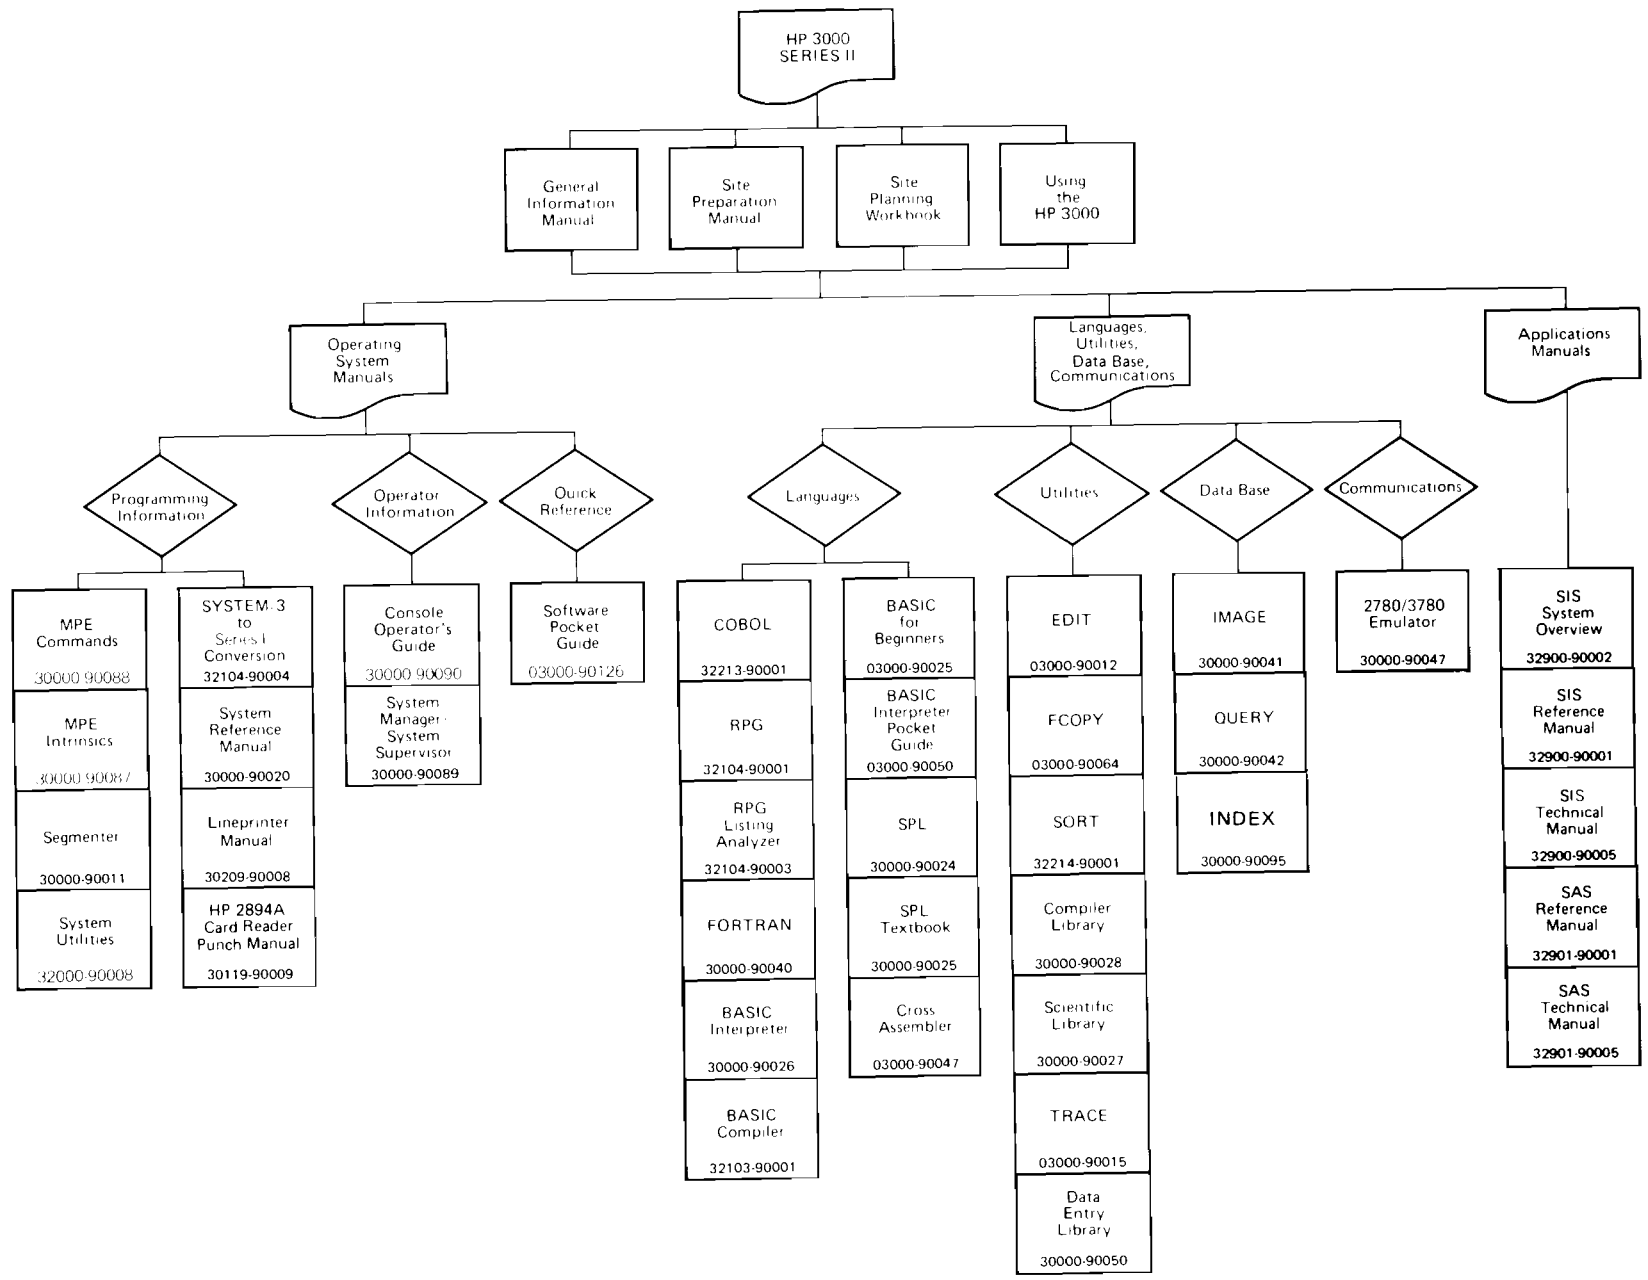 HP 3000
SERIES II
General
Information
Manual
Site
Preparation
Manual
Site
Planning
Workbook
Using
the
HP 3000
Operating
System
Manuals
Languages,
Utilities,
Data Base,
Communications
Applications
Manuals
Programming
Information
Operator
Information
Quick
Reference
Languages
Utilities
Data Base
Communications
MPE
Commands
30000-90088
MPE
Intrinsics
30000-90087
Segmenter
30000-90011
System
Utilities
32000-90008
SYSTEM-3
to
Series I
Conversion
32104-90004
System
Reference
Manual
30000-90020
Lineprinter
Manual
30209-90008
HP 2894A
Card Reader
Punch Manual
30119-90009
Console
Operator's
Guide
30000-90090
System
Manager-
System
Supervisor
30000-90089
Software
Pocket
Guide
03000-90126
COBOL
32213-90001
RPG
32104-90001
RPG
Listing
Analyzer
32104-90003
FORTRAN
30000-90040
BASIC
Interpreter
30000-90026
BASIC
Compiler
32103-90001
BASIC
for
Beginners
03000-90025
BASIC
Interpreter
Pocket
Guide
03000-90050
SPL
30000-90024
SPL
Textbook
30000-90025
Cross
Assembler
03000-90047
EDIT
03000-90012
FCOPY
03000-90064
SORT
32214-90001
Compiler
Library
30000-90028
Scientific
Library
30000-90027
TRACE
03000-90015
Data
Entry
Library
30000-90050
IMAGE
30000-90041
QUERY
30000-90042
INDEX
30000-90095
2780/3780
Emulator
30000-90047
SIS
System
Overview
32900-90002
SIS
Reference
Manual
32900-90001
SIS
Technical
Manual
32900-90005
SAS
Reference
Manual
32901-90001
SAS
Technical
Manual
32901-90005